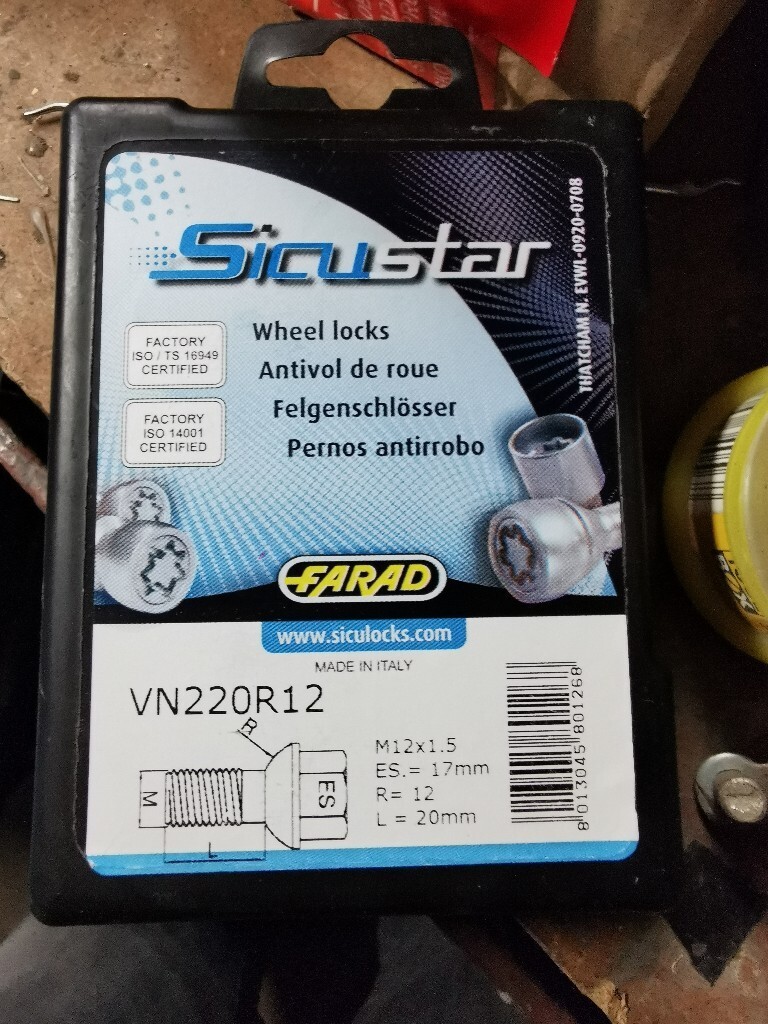 Sicustar
THATCHAM N. EVWL-0920-0708
FACTORY
ISO / TS 16949
CERTIFIED
FACTORY
ISO 14001
CERTIFIED
Wheel locks
Antivol de roue
Felgenschlösser
Pernos antirrobo
FARAD
www.siculocks.com
MADE IN ITALY
VN220R12
R
M
L
ES
M12x1.5
ES.= 17mm
R= 12
L = 20mm
8 013045 801268